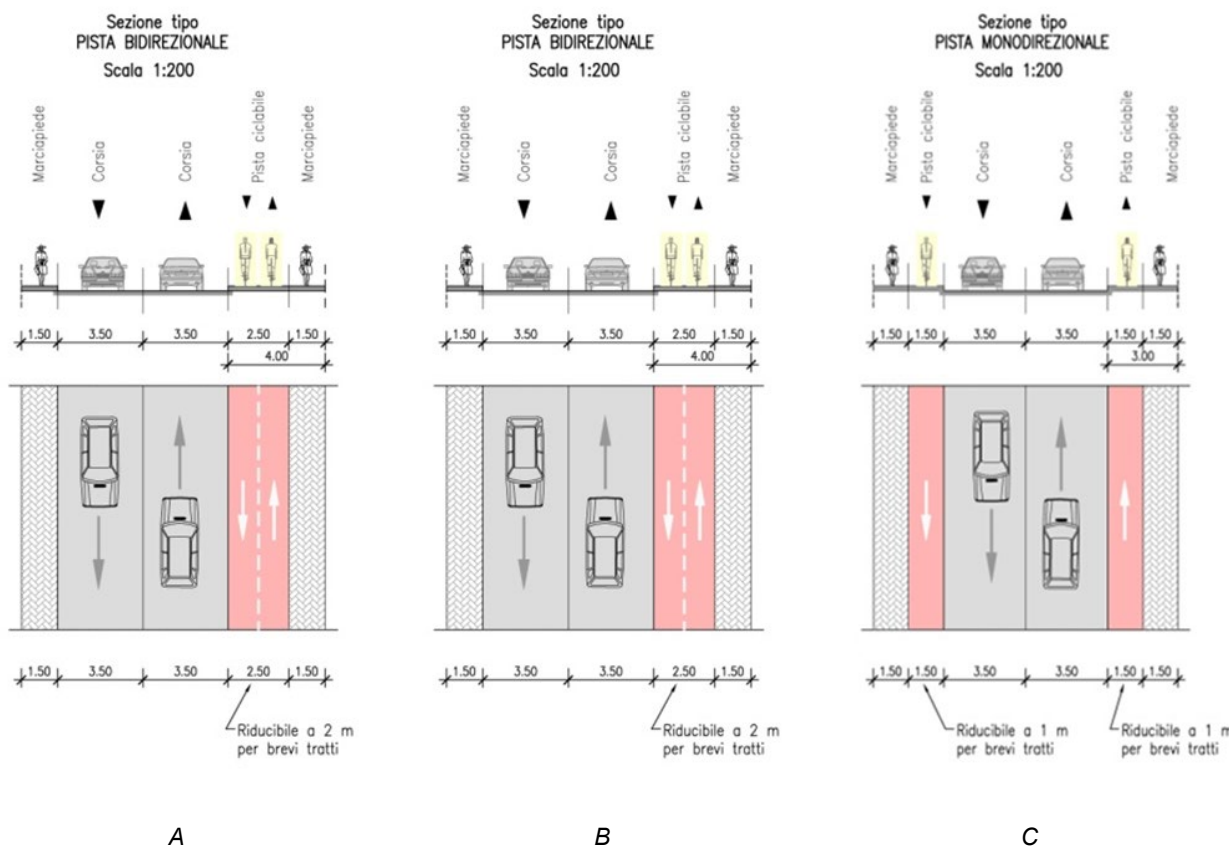 Sezione tipo
PISTA BIDIREZIONALE
Scala 1:200
Marciapiede
Corsia
Corsia
Pista ciclabile
Marciapiede
1.50 3.50 3.50 2.50 1.50
4.00
1.50 3.50 3.50 2.50 1.50
Riducibile a 2 m
per brevi tratti
A
Sezione tipo
PISTA BIDIREZIONALE
Scala 1:200
Marciapiede
Corsia
Corsia
Pista ciclabile
Marciapiede
1.50 3.50 3.50 2.50 1.50
4.00
1.50 3.50 3.50 2.50 1.50
Riducibile a 2 m
per brevi tratti
B
Sezione tipo
PISTA MONODIREZIONALE
Scala 1:200
Marciapiede
Pista ciclabile
Corsia
Corsia
Pista ciclabile
Marciapiede
1.50 1.50 3.50 3.50 1.50 1.50
3.00
1.50 1.50 3.50 3.50 1.50 1.50
Riducibile a 1 m
per brevi tratti
Riducibile a 1 m
per brevi tratti
C